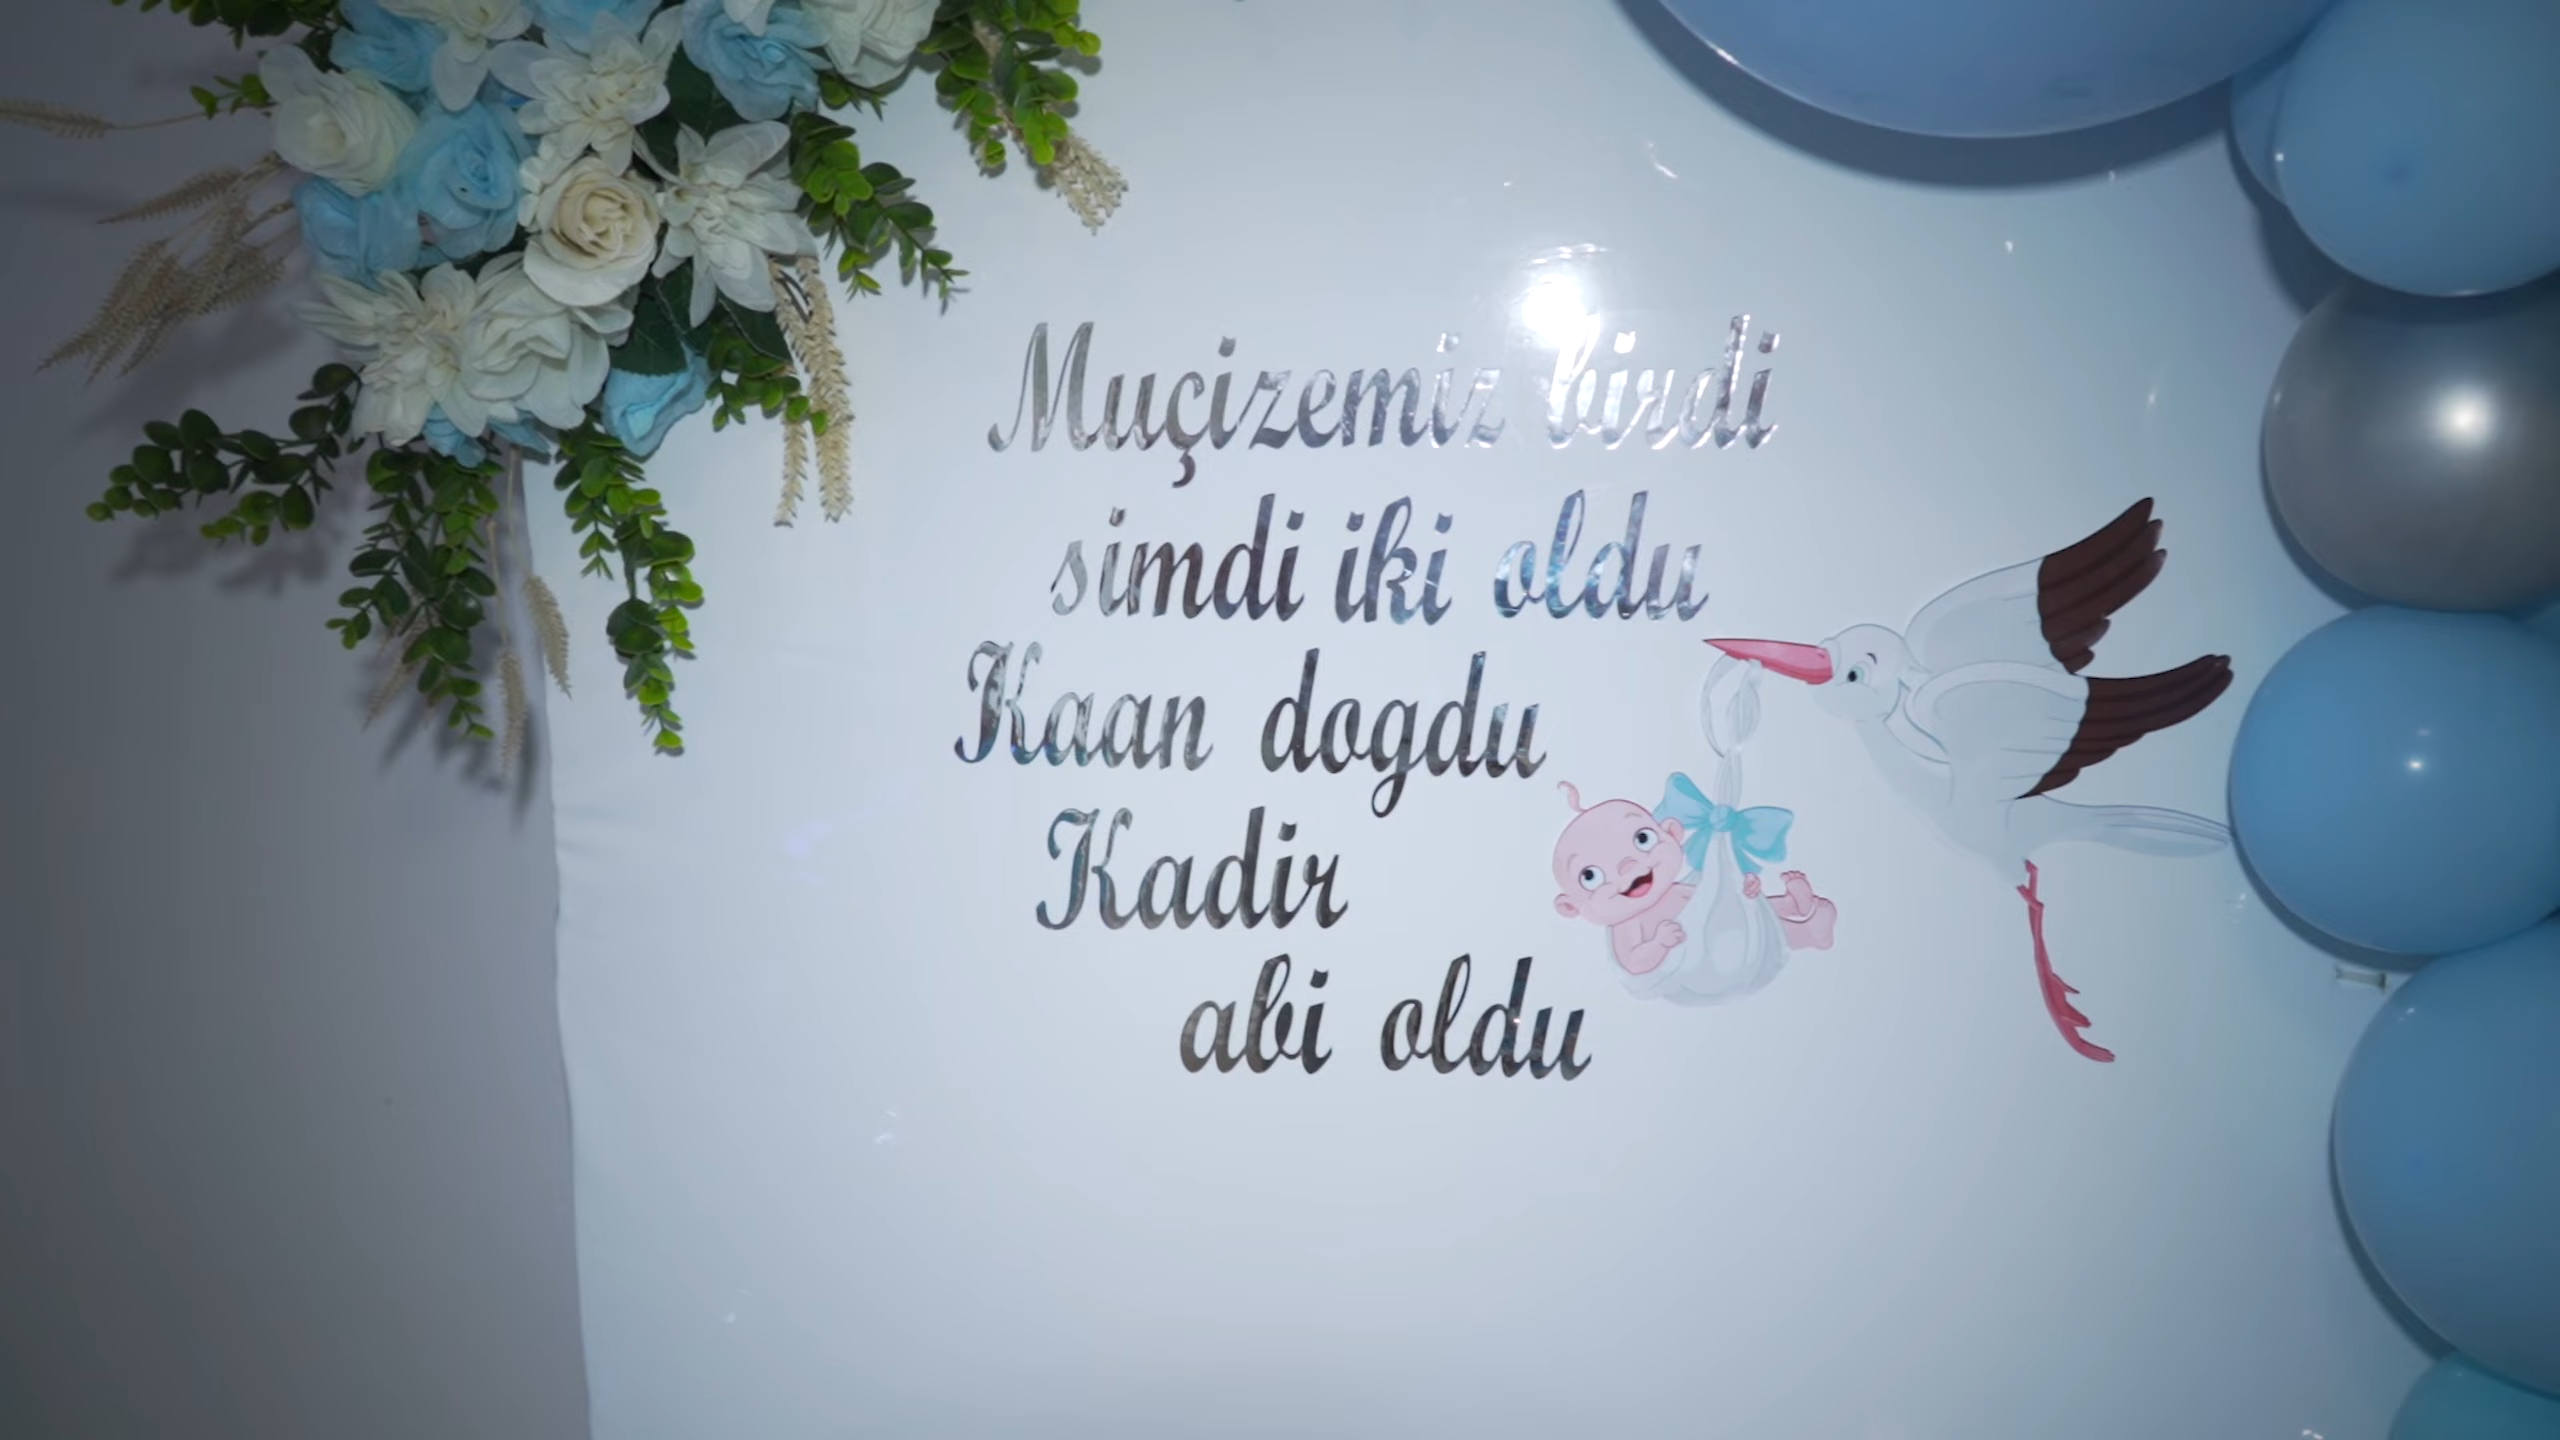 Muçizemiz birdi
simdi iki oldu
Kaan dogdu
Kadir
abi oldu